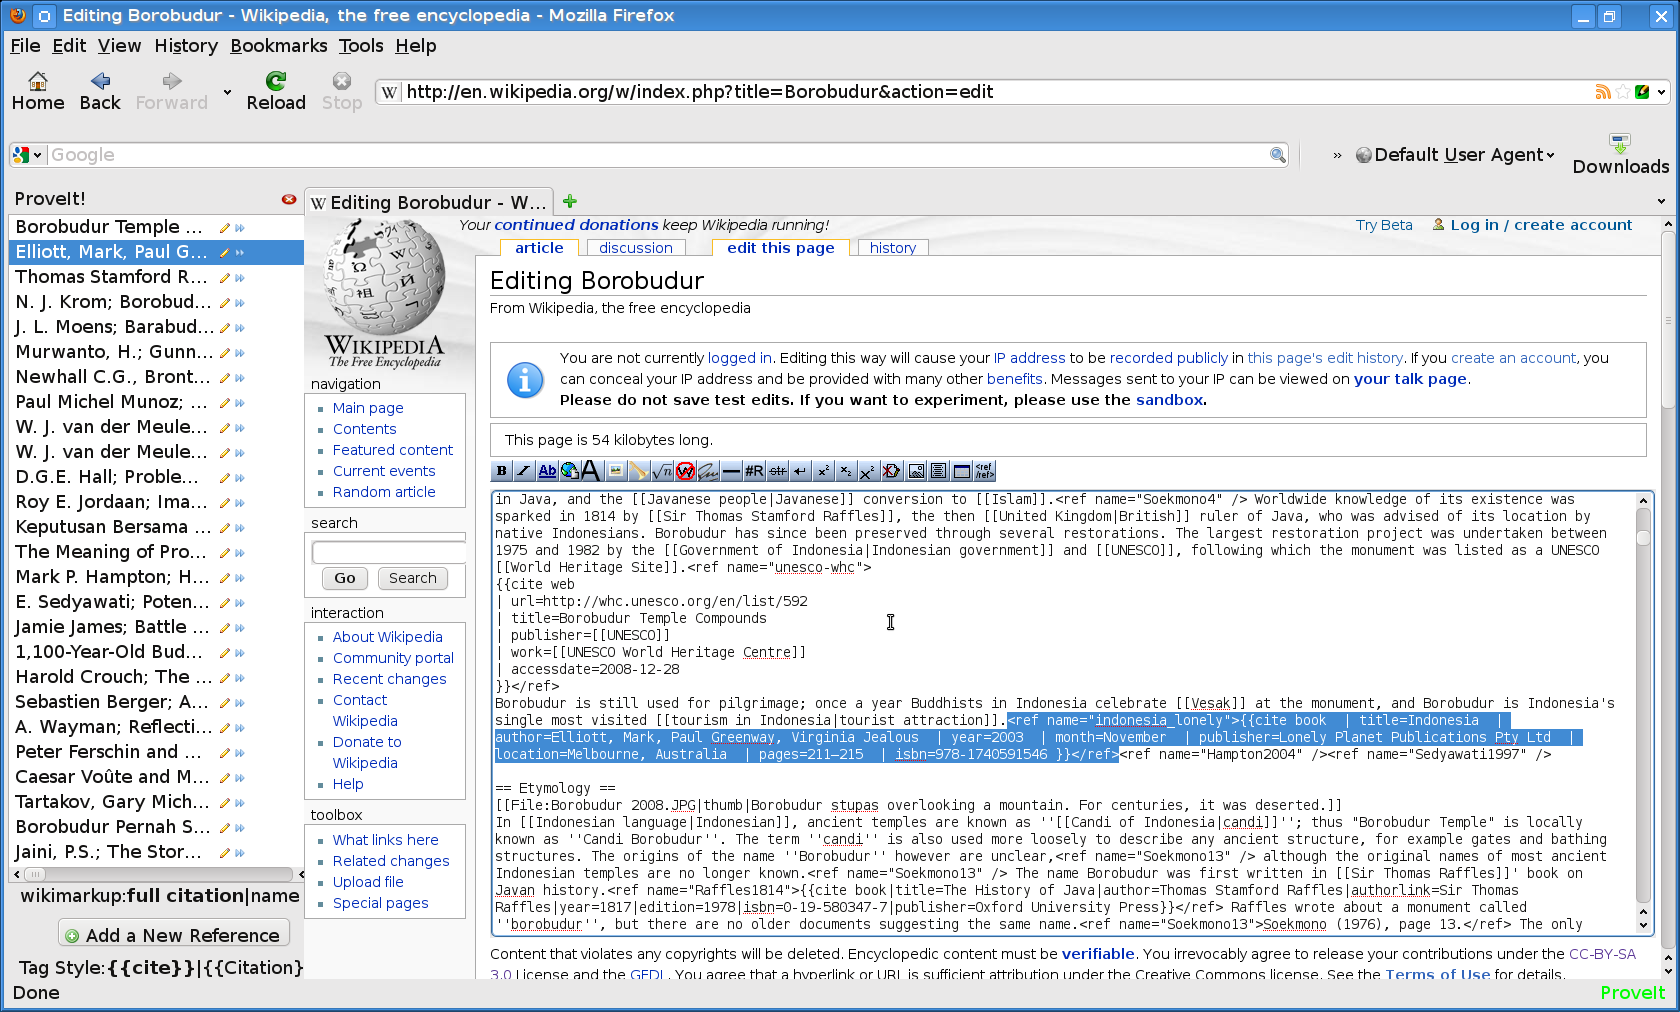 Editing Borobudur - Wikipedia, the free encyclopedia - Mozilla Firefox
File Edit View History Bookmarks Tools Help
Home Back Forward Reload Stop
W http://en.wikipedia.org/w/index.php?title=Borobudur&action=edit
Google
» Default User Agent
Downloads
ProveIt!
Borobudur Temple ...
Elliott, Mark, Paul G...
Thomas Stamford R...
N. J. Krom; Borobud...
J. L. Moens; Barabud...
Murwanto, H.; Gunn...
Newhall C.G., Bront...
Paul Michel Munoz; ...
W. J. van der Meule...
W. J. van der Meule...
D.G.E. Hall; Proble...
Roy E. Jordaan; Ima...
Keputusan Bersama ...
The Meaning of Pro...
Mark P. Hampton; H...
E. Sedyawati; Poten...
Jamie James; Battle ...
1,100-Year-Old Bud...
Harold Crouch; The ...
Sebastien Berger; A...
A. Wayman; Reflecti...
Peter Ferschin and ...
Caesar Voûte and M...
Tartakov, Gary Mich...
Borobudur Pernah S...
Jaini, P.S.; The Stor...
wikimarkup:full citation|name
Add a New Reference
Tag Style:{{cite}}|{{Citation}
Done
W Editing Borobudur - W...
WIKIPEDIA
The Free Encyclopedia
navigation
Main page
Contents
Featured content
Current events
Random article
search
Go Search
interaction
About Wikipedia
Community portal
Recent changes
Contact
Wikipedia
Donate to
Wikipedia
Help
toolbox
What links here
Related changes
Upload file
Special pages
Your continued donations keep Wikipedia running!
Try Beta Log in / create account
article discussion edit this page history
Editing Borobudur
From Wikipedia, the free encyclopedia
You are not currently logged in. Editing this way will cause your IP address to be recorded publicly in this page's edit history. If you create an account, you
can conceal your IP address and be provided with many other benefits. Messages sent to your IP can be viewed on your talk page.
Please do not save test edits. If you want to experiment, please use the sandbox.
This page is 54 kilobytes long.
B I Ab A √n W #R str x² x₂ x² <ref/ref>
in Java, and the [[Javanese people|Javanese]] conversion to [[Islam]].<ref name="Soekmono4" /> Worldwide knowledge of its existence was
sparked in 1814 by [[Sir Thomas Stamford Raffles]], the then [[United Kingdom|British]] ruler of Java, who was advised of its location by
native Indonesians. Borobudur has since been preserved through several restorations. The largest restoration project was undertaken between
1975 and 1982 by the [[Government of Indonesia|Indonesian government]] and [[UNESCO]], following which the monument was listed as a UNESCO
[[World Heritage Site]].<ref name="unesco-whc">
{{cite web
| url=http://whc.unesco.org/en/list/592
| title=Borobudur Temple Compounds
| publisher=[[UNESCO]]
| work=[[UNESCO World Heritage Centre]]
| accessdate=2008-12-28
}}</ref>
Borobudur is still used for pilgrimage; once a year Buddhists in Indonesia celebrate [[Vesak]] at the monument, and Borobudur is Indonesia's
single most visited [[tourism in Indonesia|tourist attraction]].<ref name="indonesia_lonely">{{cite book | title=Indonesia |
author=Elliott, Mark, Paul Greenway, Virginia Jealous | year=2003 | month=November | publisher=Lonely Planet Publications Pty Ltd |
location=Melbourne, Australia | pages=211–215 | isbn=978-1740591546 }}</ref><ref name="Hampton2004" /><ref name="Sedyawati1997" />
== Etymology ==
[[File:Borobudur 2008.JPG|thumb|Borobudur stupas overlooking a mountain. For centuries, it was deserted.]]
In [[Indonesian language|Indonesian]], ancient temples are known as ''[[Candi of Indonesia|candi]]''; thus "Borobudur Temple" is locally
known as ''Candi Borobudur''. The term ''candi'' is also used more loosely to describe any ancient structure, for example gates and bathing
structures. The origins of the name ''Borobudur'' however are unclear,<ref name="Soekmono13" /> although the original names of most ancient
Indonesian temples are no longer known.<ref name="Soekmono13" /> The name Borobudur was first written in [[Sir Thomas Raffles]]' book on
Javan history.<ref name="Raffles1814">{{cite book|title=The History of Java|author=Thomas Stamford Raffles|authorlink=Sir Thomas
Raffles|year=1817|edition=1978|isbn=0-19-580347-7|publisher=Oxford University Press}}</ref> Raffles wrote about a monument called
''borobudur'', but there are no older documents suggesting the same name.<ref name="Soekmono13">Soekmono (1976), page 13.</ref> The only
Content that violates any copyrights will be deleted. Encyclopedic content must be verifiable. You irrevocably agree to release your contributions under the CC-BY-SA
3.0 License and the GFDL. You agree that a hyperlink or URL is sufficient attribution under the Creative Commons license. See the Terms of Use for details.
ProveIt